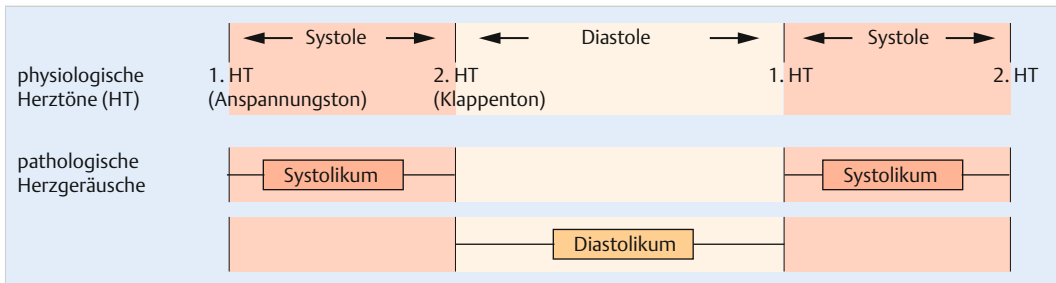 Systole Diastole Systole
physiologische 1. HT 2. HT 1. HT 2. HT
Herztöne (HT) (Anspannungston) (Klappenton)
pathologische
Herzgeräusche Systolikum Systolikum
Diastolikum